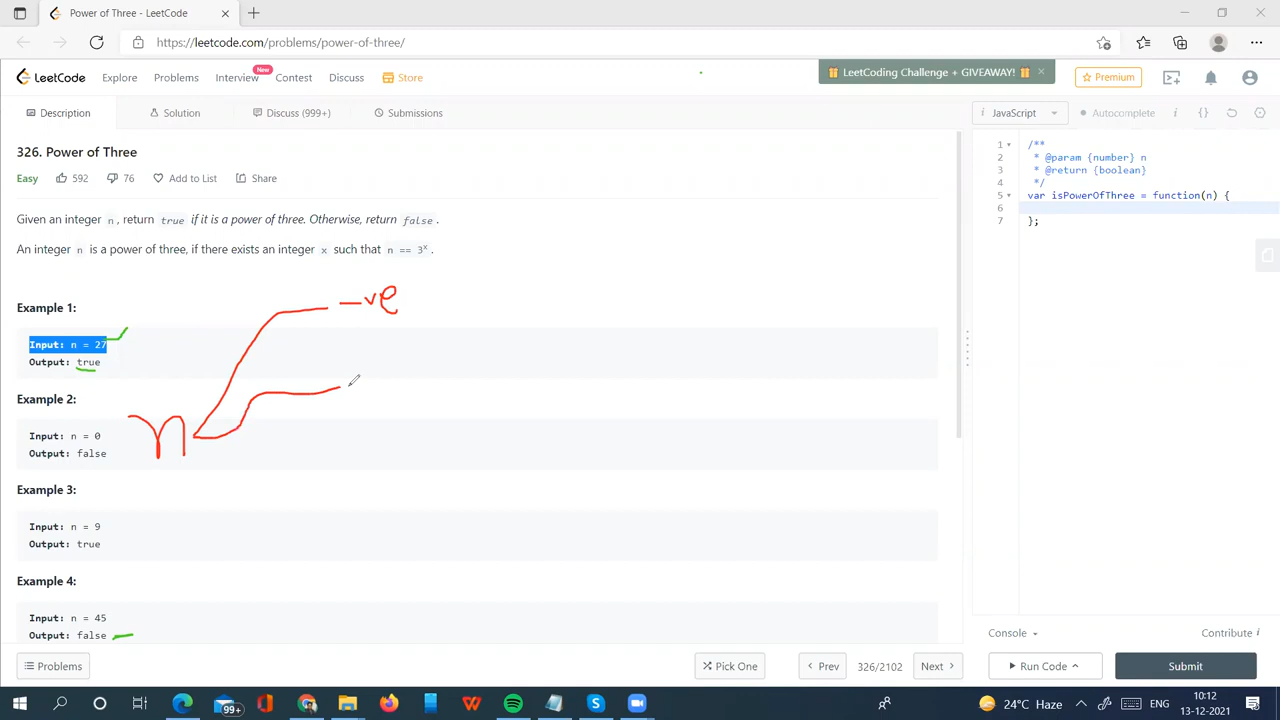 Power of Three - LeetCode
https://leetcode.com/problems/power-of-three/
LeetCode Explore Problems Interview New Contest Discuss Store LeetCoding Challenge + GIVEAWAY! Premium
Description Solution Discuss (999+) Submissions i JavaScript Autocomplete i {}
326. Power of Three
Easy 592 76 Add to List Share
Given an integer n, return true if it is a power of three. Otherwise, return false.
An integer n is a power of three, if there exists an integer x such that n == 3ˣ.
Example 1:
Input: n = 27
Output: true
Example 2:
Input: n = 0
Output: false
Example 3:
Input: n = 9
Output: true
Example 4:
Input: n = 45
Output: false
-ve
n
1 /**
2 * @param {number} n
3 * @return {boolean}
4 */
5 var isPowerOfThree = function(n) {
6
7 };
Console Contribute i
Problems Pick One Prev 326/2102 Next Run Code Submit
99+ 24°C Haze ENG 10:12
13-12-2021